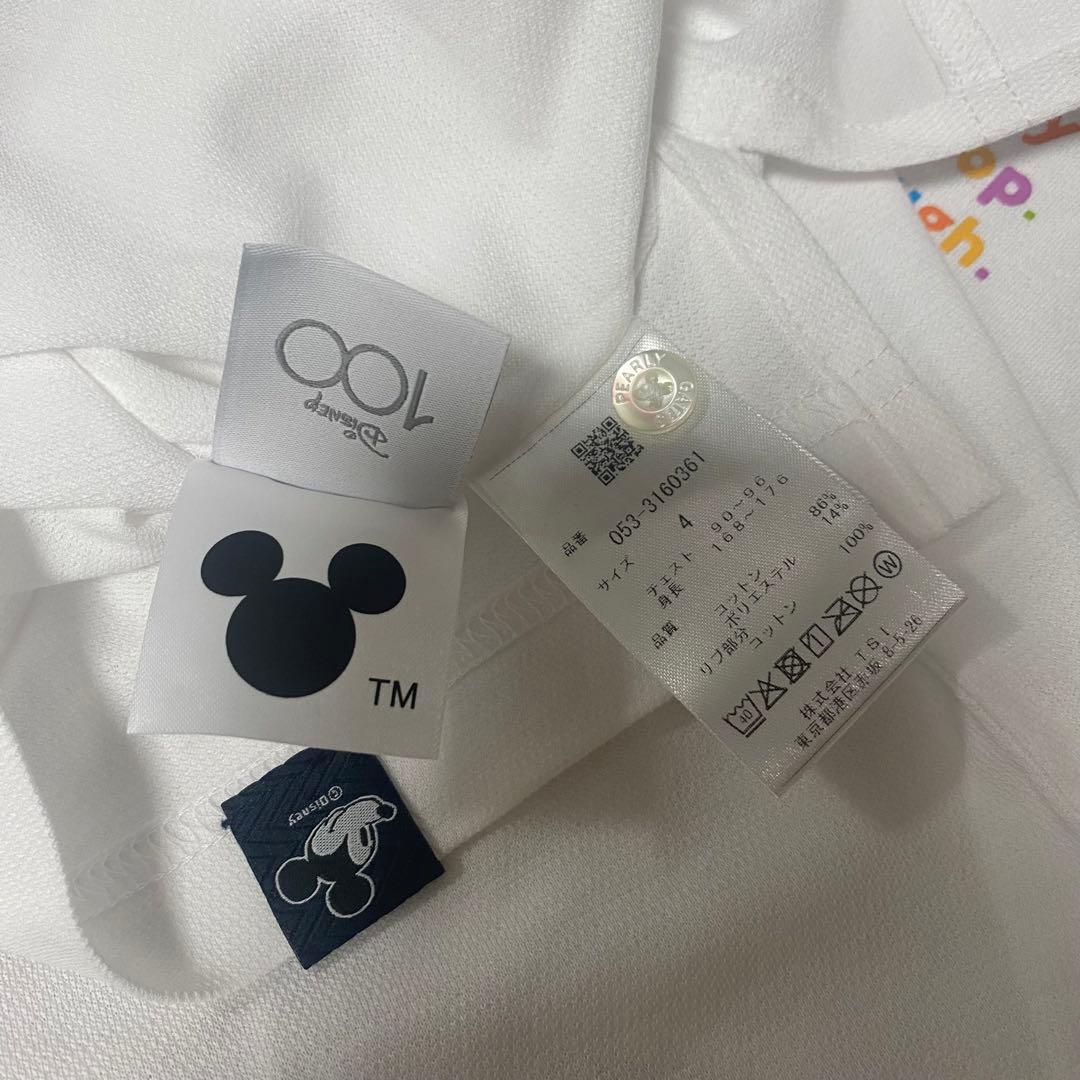 op.
ah.
100
Disney
TM
©Disney
PEARLY GATES
品番 053-3160361
サイズ 4
チェスト 90~96
身長 168~176
品質 コットン 86%
ポリエステル 14%
リブ部分
コットン 100%
40
W
株式会社 TSI
東京都港区赤坂 8-5-26